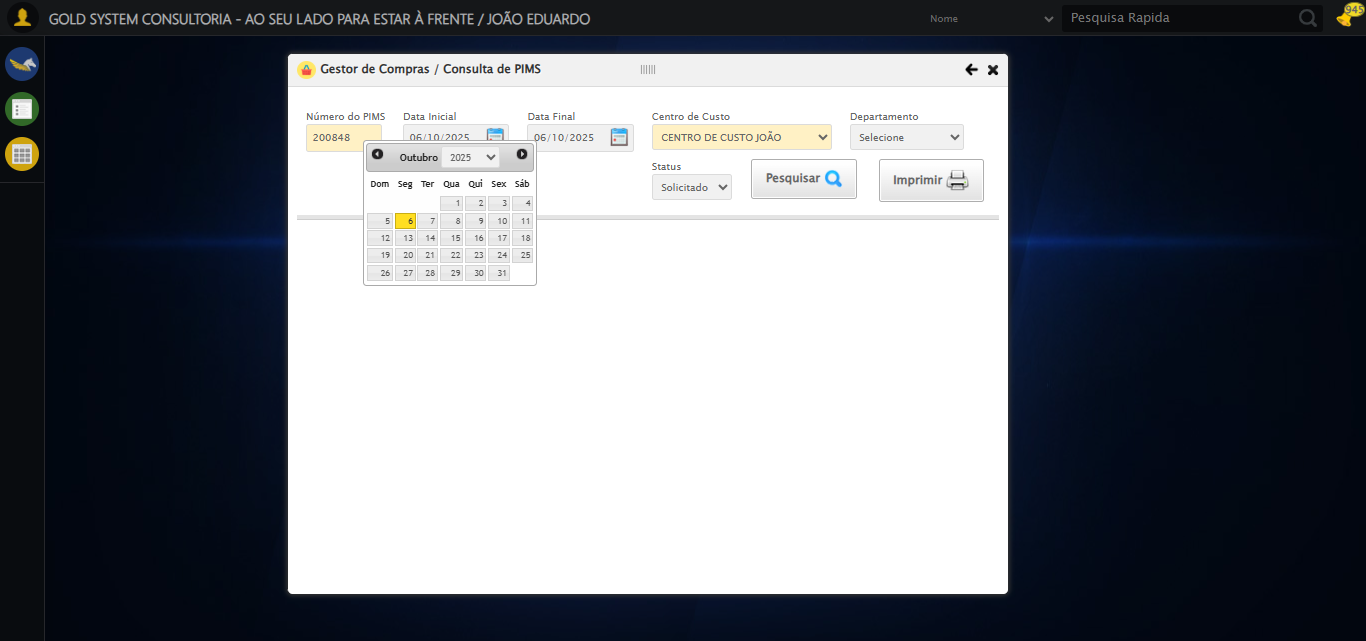 GOLD SYSTEM CONSULTORIA - AO SEU LADO PARA ESTAR À FRENTE / JOÃO EDUARDO
Nome
Pesquisa Rapida
945
Gestor de Compras / Consulta de PIMS
Número do PIMS
Data Inicial
Data Final
Centro de Custo
Departamento
200848
06/10/2025
06/10/2025
CENTRO DE CUSTO JOÃO
Selecione
Status
Solicitado
Pesquisar
Imprimir
Outubro 2025
Dom Seg Ter Qua Qui Sex Sáb
1 2 3 4
5 6 7 8 9 10 11
12 13 14 15 16 17 18
19 20 21 22 23 24 25
26 27 28 29 30 31